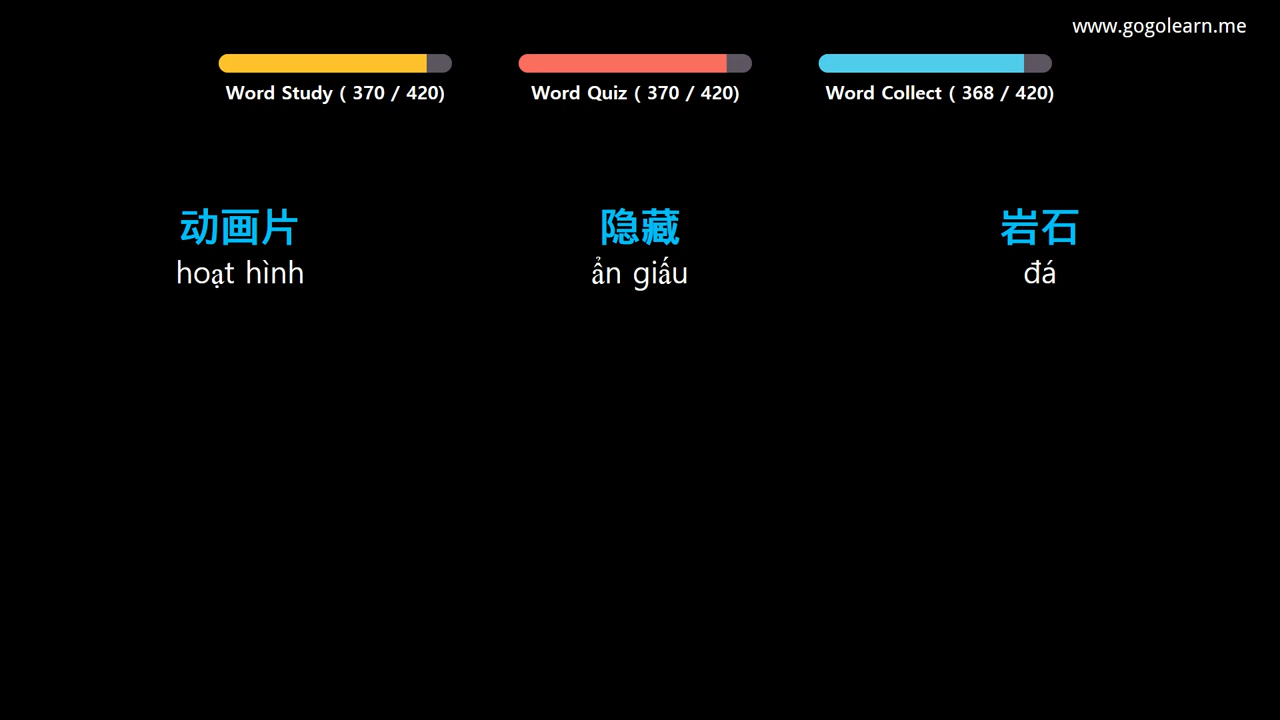 www.gogolearn.me
Word Study ( 370 / 420)
Word Quiz ( 370 / 420)
Word Collect ( 368 / 420)
动画片
hoạt hình
隐藏
ẩn giấu
岩石
đá